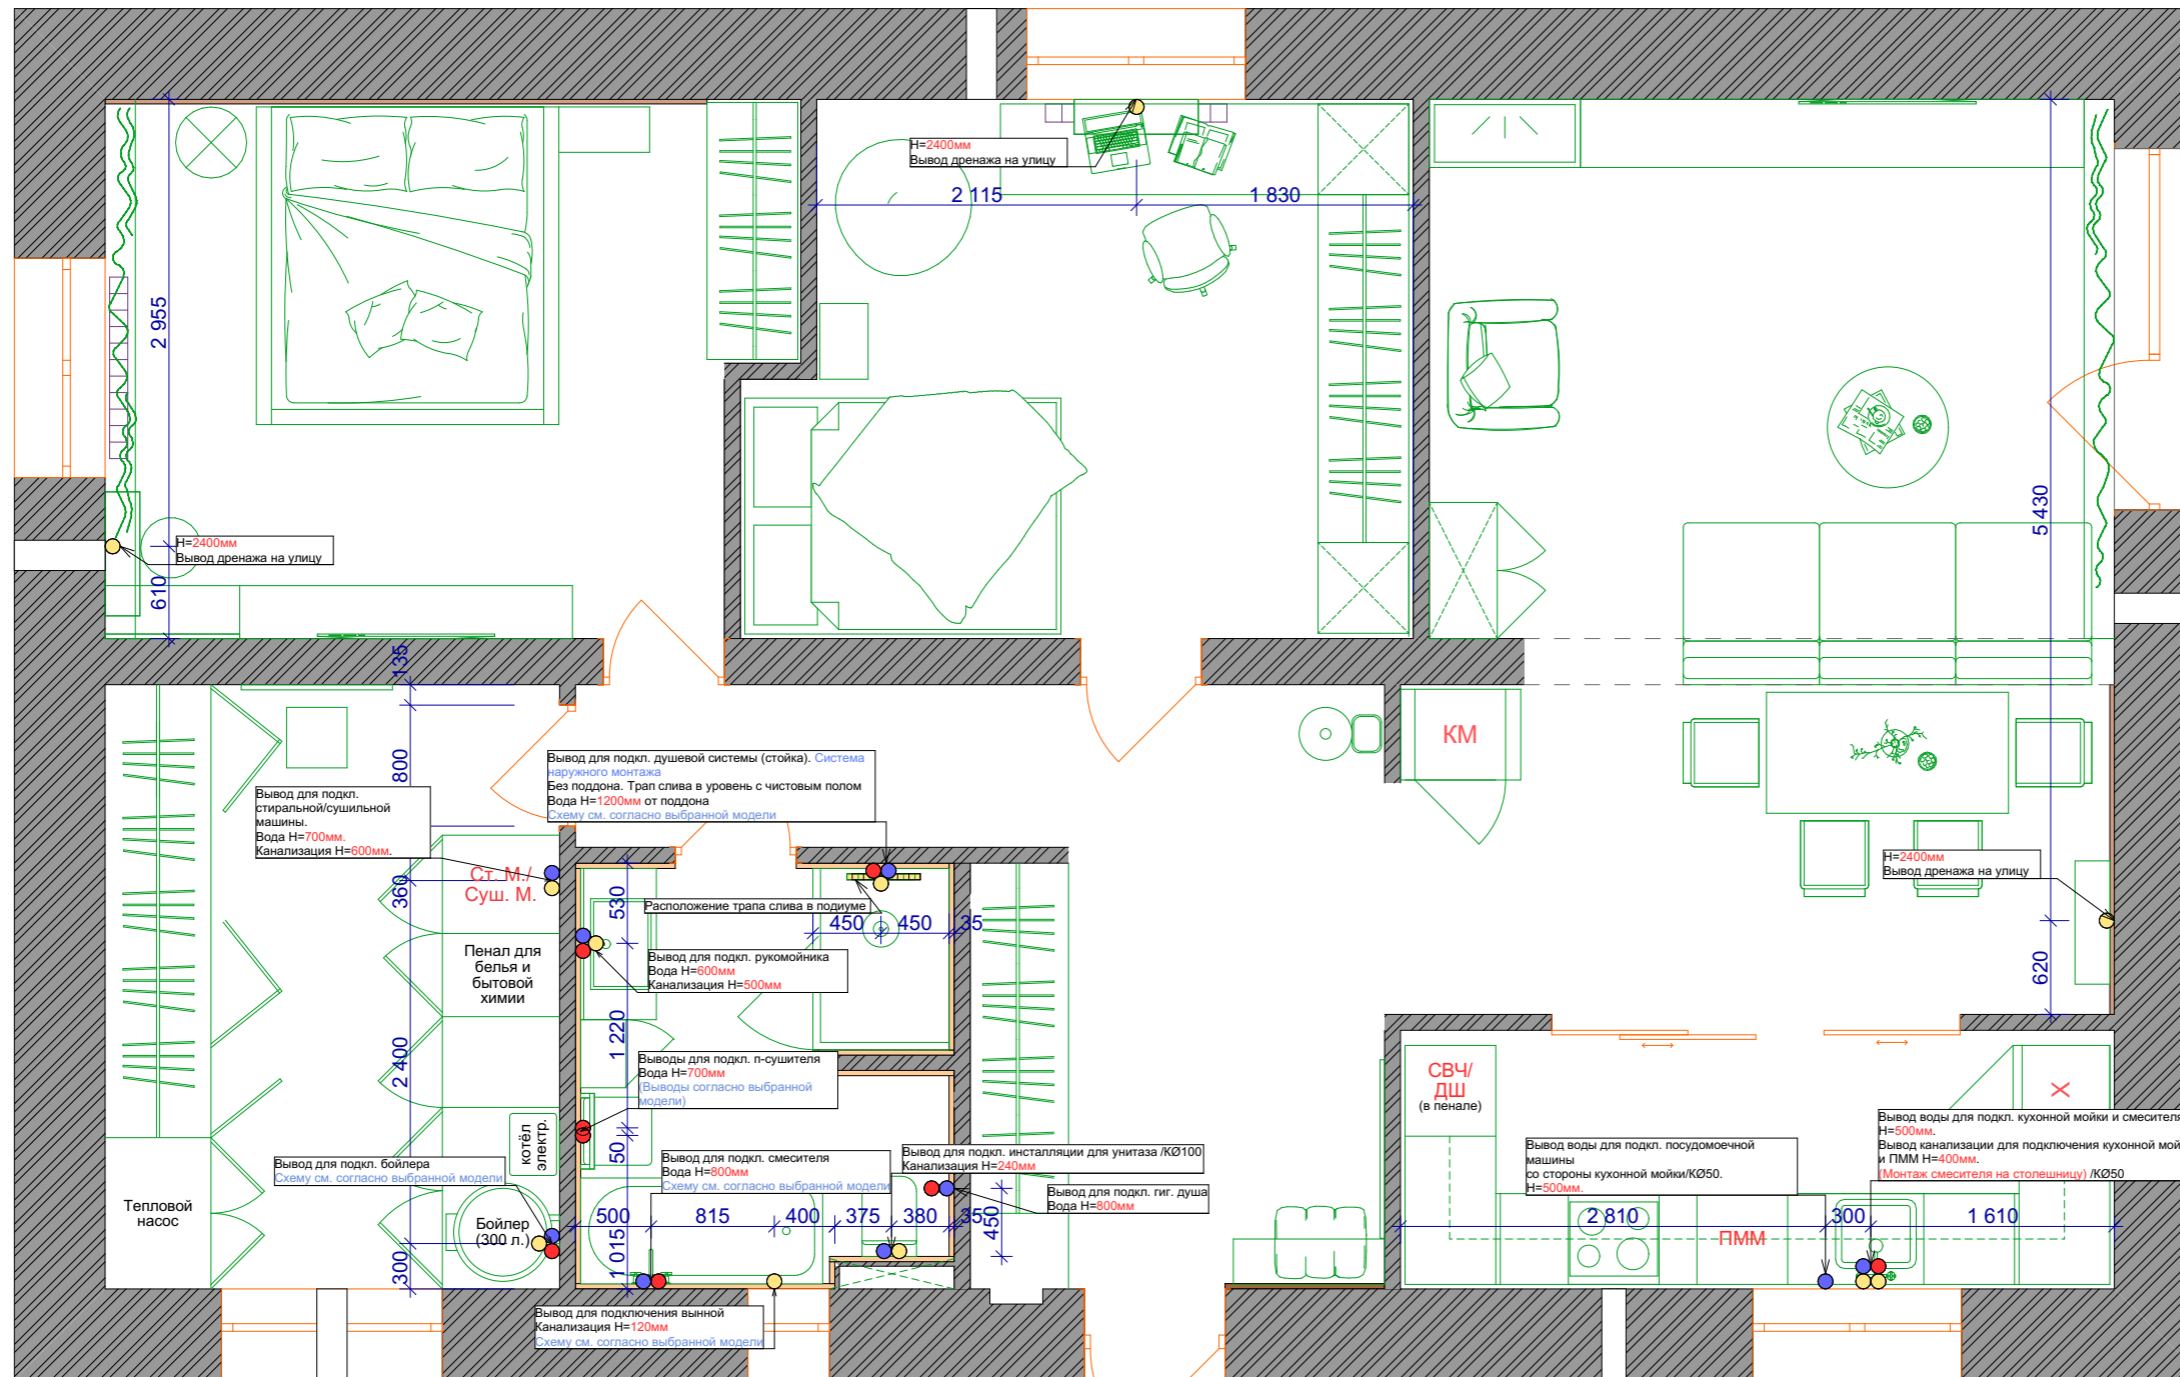 H=2400мм
Вывод дренажа на улицу
2 115
1 830
2 955
5 430
H=2400мм
Вывод дренажа на улицу
610
135
800
КМ
Вывод для подкл. душевой системы (стойка). Система
наружного монтажа
Без поддона. Трап слива в уровень с чистовым полом
Вода H=1200мм от поддона
Схему см. согласно выбранной модели
Вывод для подкл.
стиральной/сушильной
машины.
Вода H=700мм.
Канализация H=600мм.
Ст. М./
Суш. М.
360
530
Расположение трапа слива в подиуме
450
450
35
H=2400мм
Вывод дренажа на улицу
620
Пенал для
белья и
бытовой
химии
Вывод для подкл. рукомойника
Вода H=600мм
Канализация H=500мм
1 220
2 400
Выводы для подкл. п-сушителя
Вода H=700мм
(Выводы согласно выбранной
модели)
50
котёл
электр.
СВЧ/
ДШ
(в пенале)
Х
Вывод для подкл. бойлера
Схему см. согласно выбранной модели
Вывод для подкл. смесителя
Вода H=800мм
Схему см. согласно выбранной модели
Вывод для подкл. инсталляции для унитаза /КØ100
Канализация H=240мм
Вывод для подкл. гиг. душа
Вода H=800мм
Вывод воды для подкл. посудомоечной
машины
со стороны кухонной мойки/КØ50.
H=500мм.
Вывод воды для подкл. кухонной мойки и смесителя
H=500мм.
Вывод канализации для подключения кухонной мой
и ПММ H=400мм.
(Монтаж смесителя на столешницу) /КØ50
Тепловой
насос
Бойлер
(300 л.)
300
500
815
400
375
380
35
450
1 015
2 810
300
1 610
ПММ
Вывод для подключения вынной
Канализация H=120мм
Схему см. согласно выбранной модели